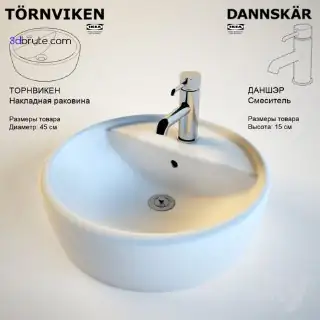 TÖRNVIKEN
IKEA
3dbrute.com
ТОРНВИКЕН
Накладная раковина
Размеры товара
Диаметр: 45 см
DANNSKÄR
IKEA
ДАНШЭР
Смеситель
Размеры товара
Высота: 15 см